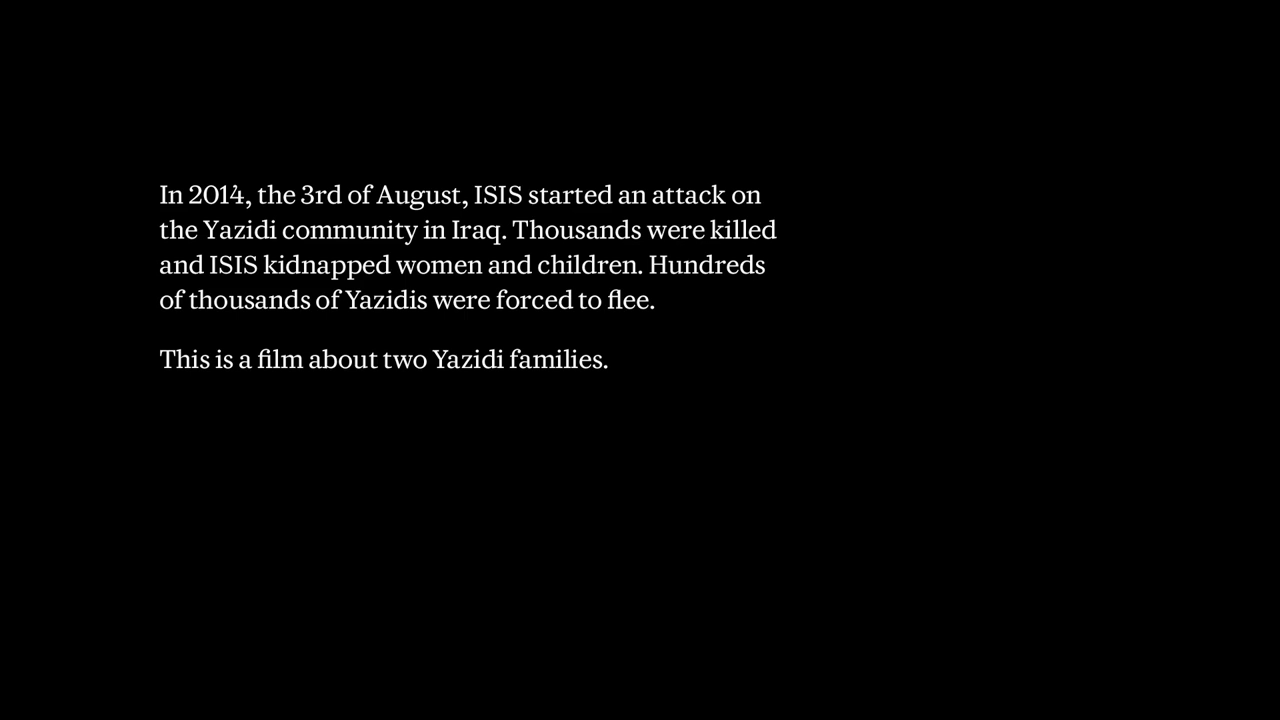 In 2014, the 3rd of August, ISIS started an attack on
the Yazidi community in Iraq. Thousands were killed
and ISIS kidnapped women and children. Hundreds
of thousands of Yazidis were forced to flee.
This is a film about two Yazidi families.